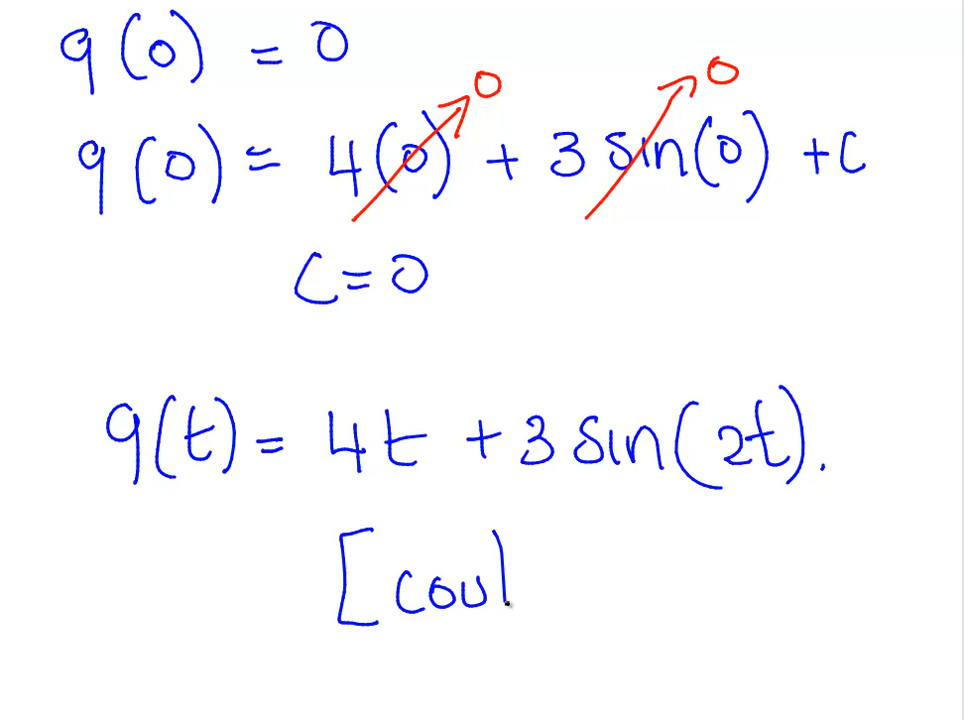 q(0) = 0
q(0) = 4(0) 0 + 3 sin(0) 0 + c
c = 0
q(t) = 4t + 3 sin(2t).
[coul